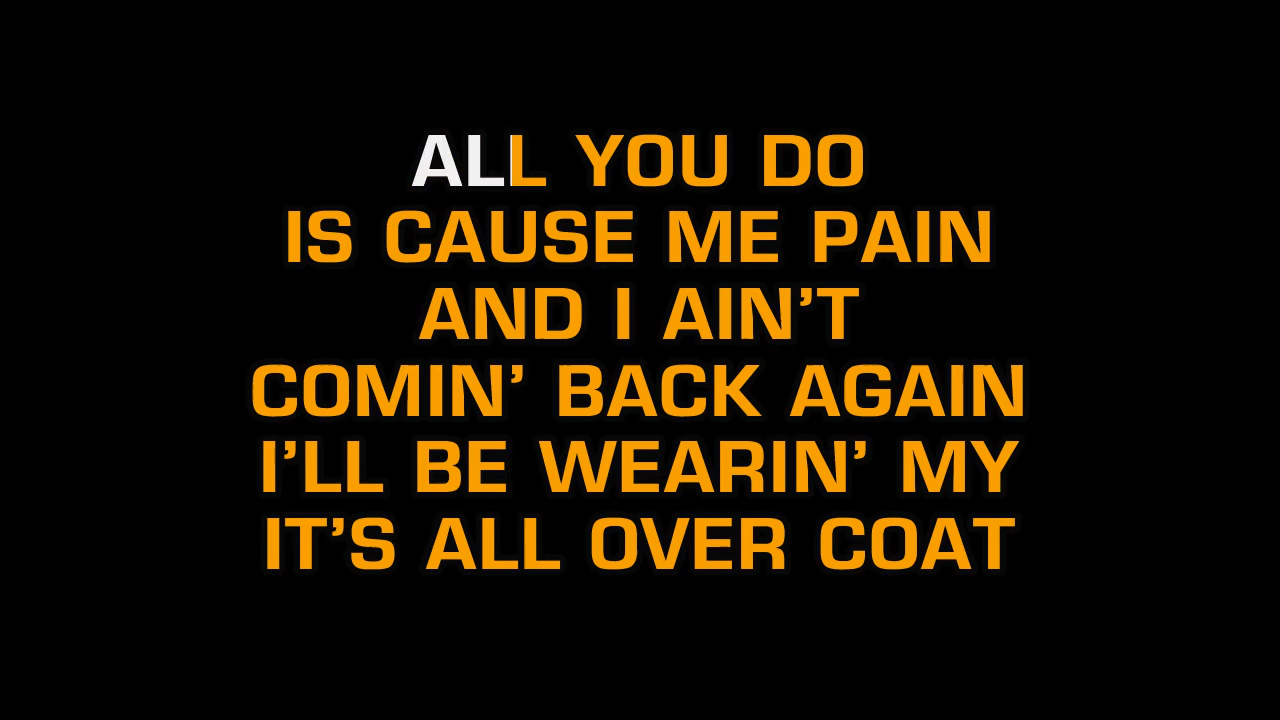 ALL YOU DO
IS CAUSE ME PAIN
AND I AIN’T
COMIN’ BACK AGAIN
I’LL BE WEARIN’ MY
IT’S ALL OVER COAT